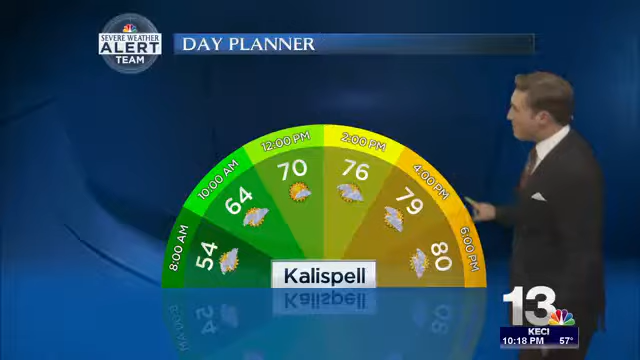 SEVERE WEATHER
ALERT
TEAM
DAY PLANNER
8:00 AM
10:00 AM
12:00 PM
2:00 PM
4:00 PM
6:00 PM
54
64
70
76
79
80
Kalispell
13
KECI
10:18 PM 57°